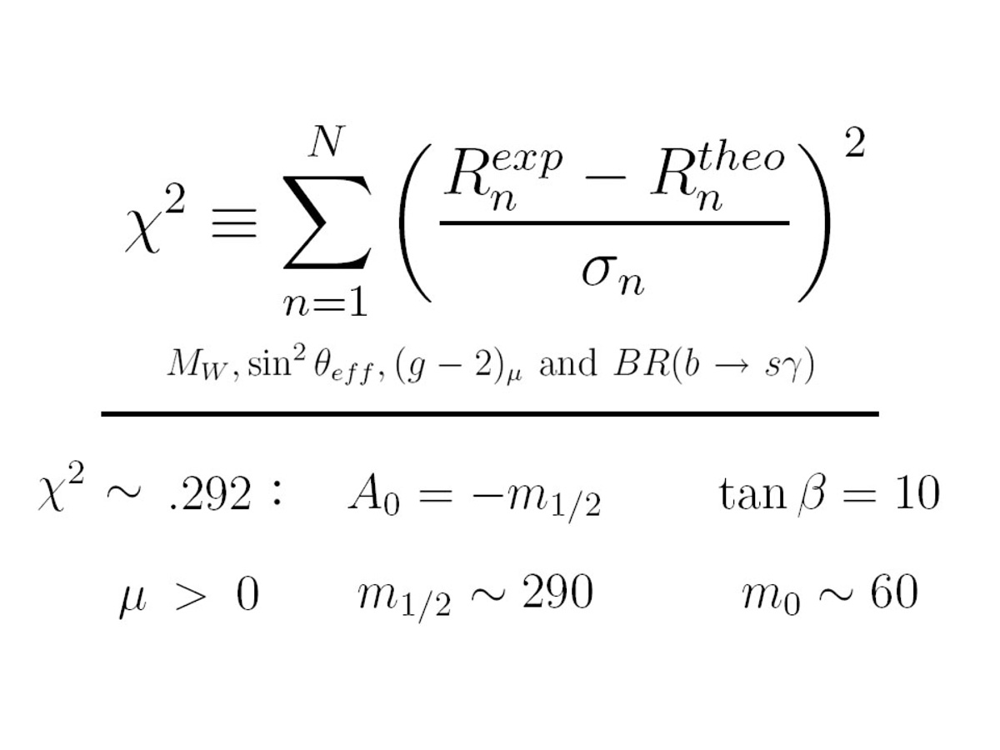 χ² ≡ ∑_{n=1}^{N} ( (R_n^{exp} − R_n^{theo}) / σ_n )²
M_W, sin² θ_{eff}, (g − 2)_μ and BR(b → sγ)
χ² ∼ .292 : A_0 = −m_{1/2} tan β = 10
μ > 0 m_{1/2} ∼ 290 m_0 ∼ 60